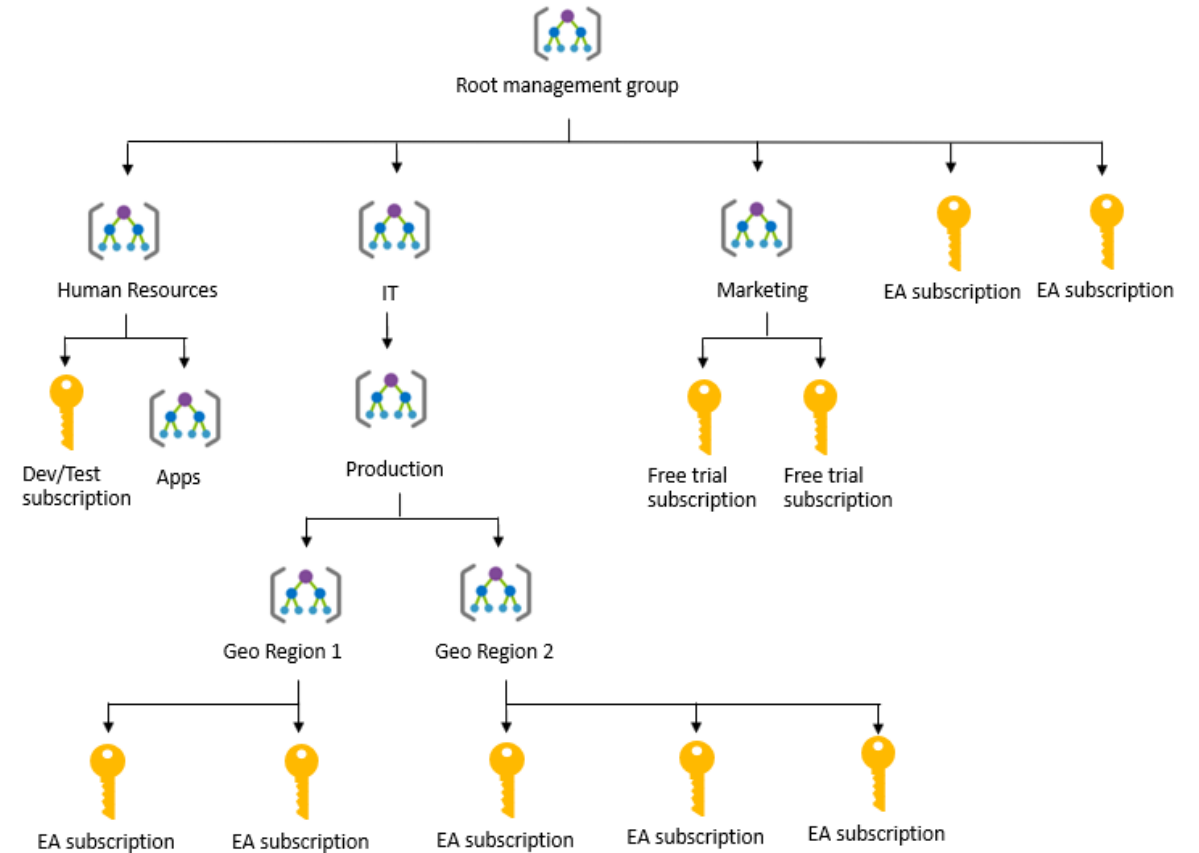 Root management group
Human Resources
IT
Marketing
EA subscription
EA subscription
Dev/Test
subscription
Apps
Production
Free trial
subscription
Free trial
subscription
Geo Region 1
Geo Region 2
EA subscription
EA subscription
EA subscription
EA subscription
EA subscription